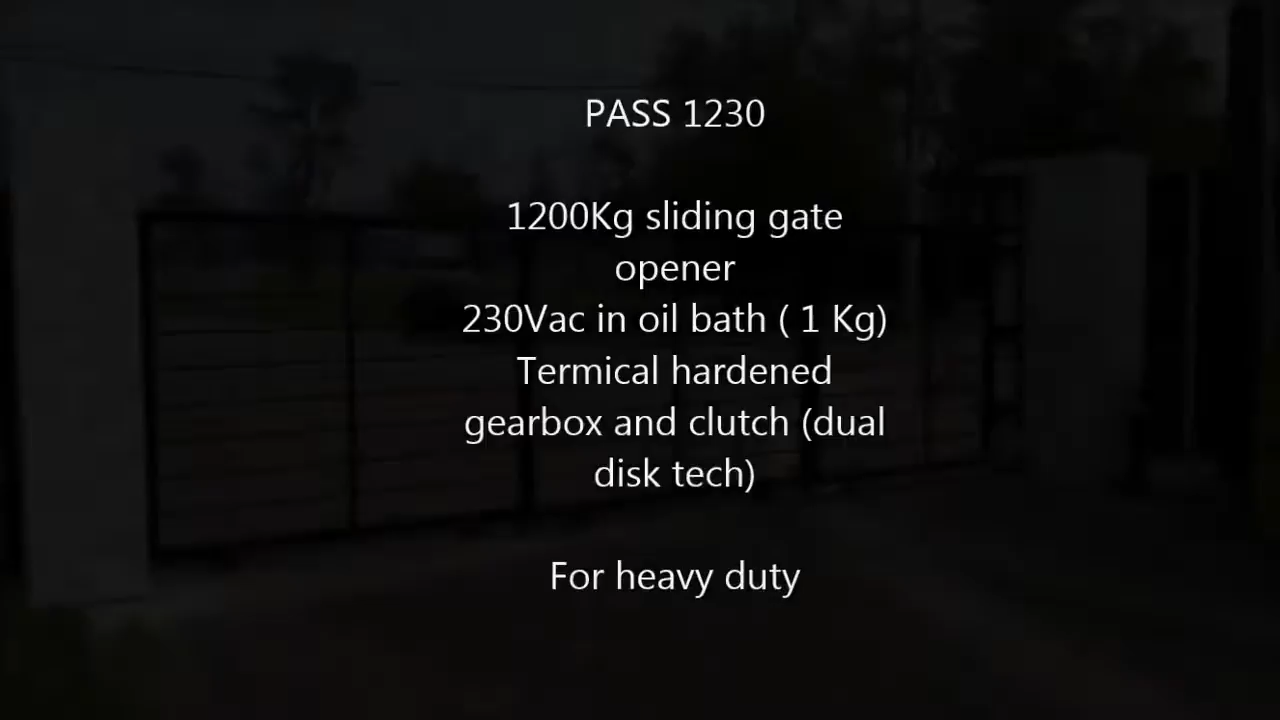 PASS 1230
1200Kg sliding gate
opener
230Vac in oil bath ( 1 Kg)
Termical hardened
gearbox and clutch (dual
disk tech)
For heavy duty